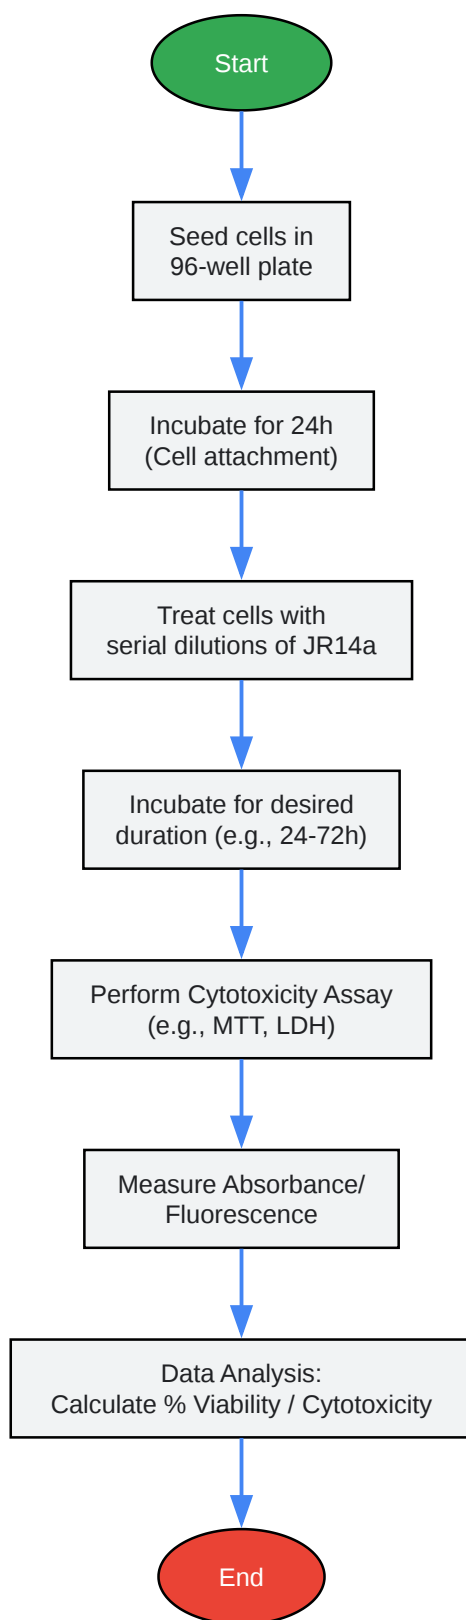 Start
Seed cells in
96-well plate
Incubate for 24h
(Cell attachment)
Treat cells with
serial dilutions of JR14a
Incubate for desired
duration (e.g., 24-72h)
Perform Cytotoxicity Assay
(e.g., MTT, LDH)
Measure Absorbance/
Fluorescence
Data Analysis:
Calculate % Viability / Cytotoxicity
End